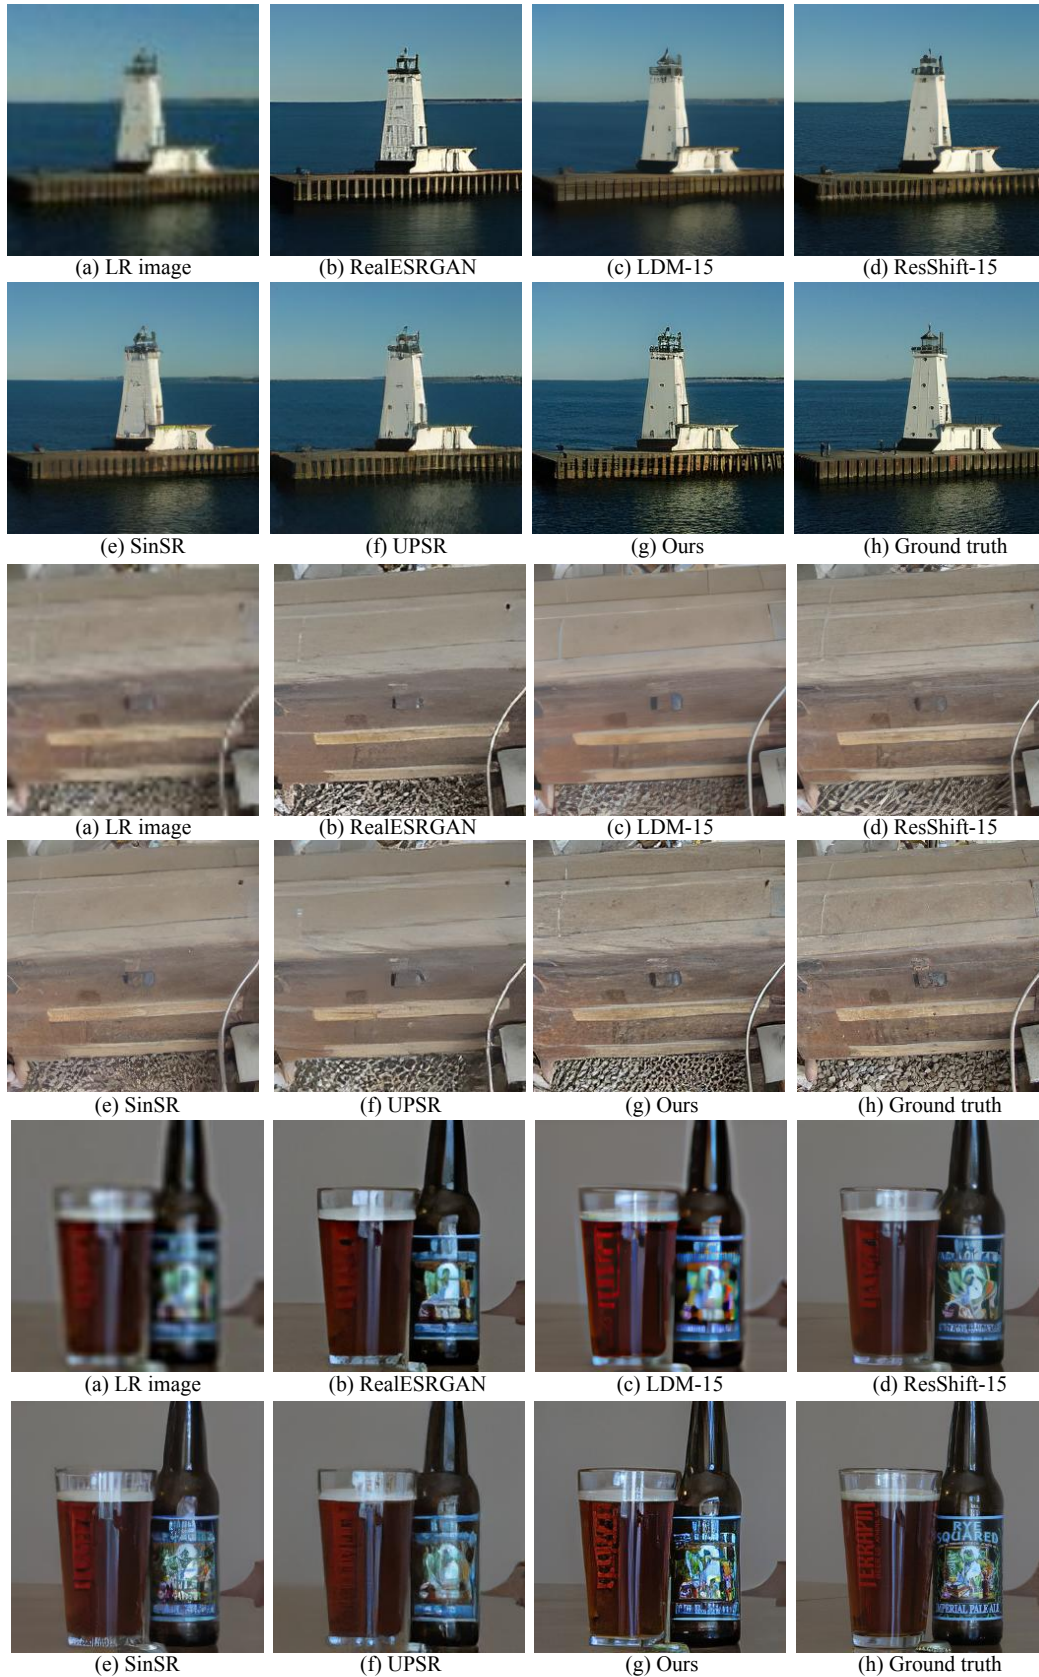 (a) LR image (b) RealESRGAN (c) LDM-15 (d) ResShift-15
(e) SinSR (f) UPSR (g) Ours (h) Ground truth
(a) LR image (b) RealESRGAN (c) LDM-15 (d) ResShift-15
(e) SinSR (f) UPSR (g) Ours (h) Ground truth
(a) LR image (b) RealESRGAN (c) LDM-15 (d) ResShift-15
TERRAPIN
RYE
SQUARED
IMPERIAL PALE ALE
(e) SinSR (f) UPSR (g) Ours (h) Ground truth